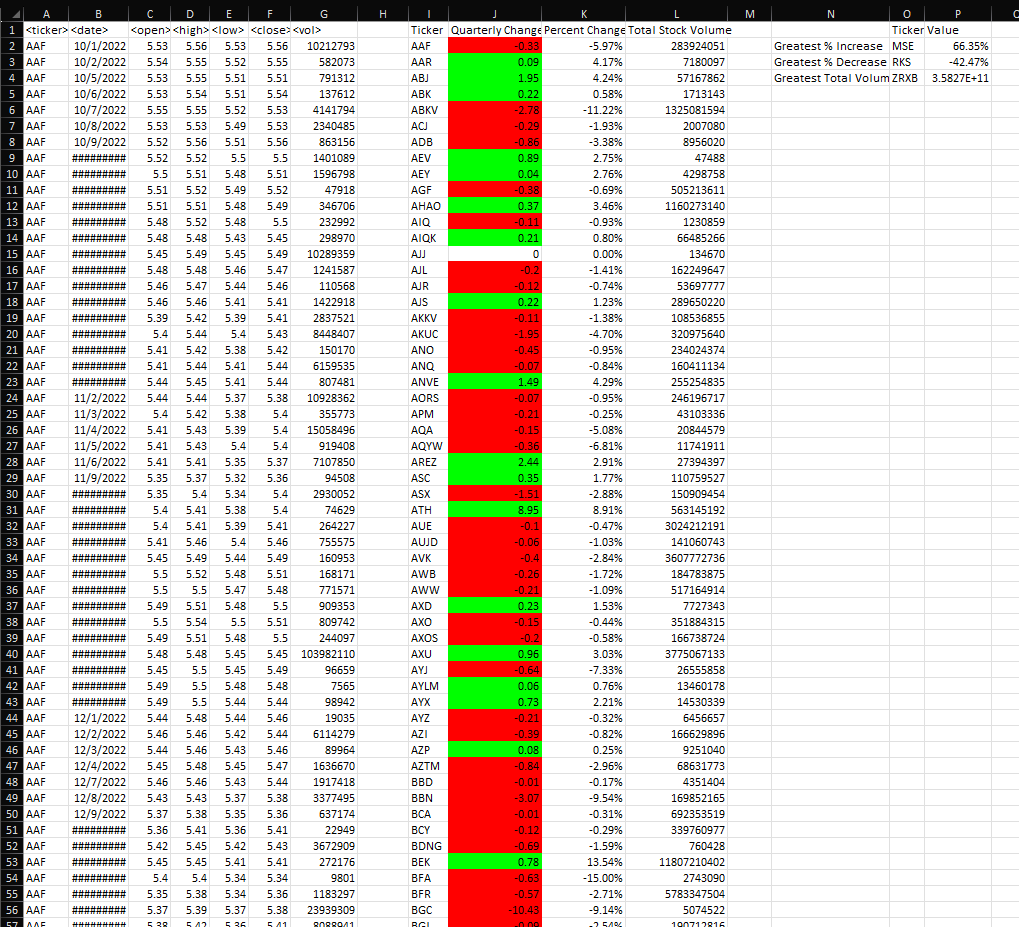 A B C D E F G H I J K L M N O P
1 <ticker> <date> <open> <high> <low> <close> <vol> Ticker Quarterly Change Percent Change Total Stock Volume Ticker Value
2 AAF 10/1/2022 5.53 5.56 5.53 5.56 10212793 AAF -0.33 -5.97% 283924051 Greatest % Increase MSE 66.35%
3 AAF 10/2/2022 5.54 5.55 5.52 5.55 582073 AAR 0.09 4.17% 7180097 Greatest % Decrease RKS -42.47%
4 AAF 10/5/2022 5.53 5.55 5.51 5.51 791312 ABJ 1.95 4.24% 57167862 Greatest Total Volum ZRXB 3.5827E+11
5 AAF 10/6/2022 5.53 5.54 5.51 5.54 137612 ABK 0.22 0.58% 1713143
6 AAF 10/7/2022 5.55 5.55 5.52 5.53 4141794 ABKV -2.78 -11.22% 1325081594
7 AAF 10/8/2022 5.53 5.53 5.49 5.53 2340485 ACJ -0.29 -1.93% 2007080
8 AAF 10/9/2022 5.52 5.56 5.51 5.56 863156 ADB -0.86 -3.38% 8956020
9 AAF ######### 5.52 5.52 5.5 5.5 1401089 AEV 0.89 2.75% 47488
10 AAF ######### 5.5 5.51 5.48 5.51 1596798 AEY 0.04 2.76% 4298758
11 AAF ######### 5.51 5.52 5.49 5.52 47918 AGF -0.38 -0.69% 505213611
12 AAF ######### 5.51 5.51 5.48 5.49 346706 AHAO 0.37 3.46% 1160273140
13 AAF ######### 5.48 5.52 5.48 5.5 232992 AIQ -0.11 -0.93% 1230859
14 AAF ######### 5.48 5.48 5.43 5.45 298970 AIQK 0.21 0.80% 66485266
15 AAF ######### 5.45 5.49 5.45 5.49 10289359 AJJ 0 0.00% 134670
16 AAF ######### 5.48 5.48 5.46 5.47 1241587 AJL -0.2 -1.41% 162249647
17 AAF ######### 5.46 5.47 5.44 5.46 110568 AJR -0.12 -0.74% 53697777
18 AAF ######### 5.46 5.46 5.41 5.41 1422918 AJS 0.22 1.23% 289650220
19 AAF ######### 5.39 5.42 5.39 5.41 2837521 AKKV -0.11 -1.38% 108536855
20 AAF ######### 5.4 5.44 5.4 5.43 8448407 AKUC -1.95 -4.70% 320975640
21 AAF ######### 5.41 5.42 5.38 5.42 150170 ANO -0.45 -0.95% 234024374
22 AAF ######### 5.41 5.44 5.41 5.44 6159535 ANQ -0.07 -0.84% 160411134
23 AAF ######### 5.44 5.45 5.41 5.44 807481 ANVE 1.49 4.29% 255254835
24 AAF 11/2/2022 5.44 5.44 5.37 5.38 10928362 AORS -0.07 -0.95% 246196717
25 AAF 11/3/2022 5.4 5.42 5.38 5.4 355773 APM -0.21 -0.25% 43103336
26 AAF 11/4/2022 5.41 5.43 5.39 5.4 15058496 AQA -0.15 -5.08% 20844579
27 AAF 11/5/2022 5.41 5.43 5.4 5.4 919408 AQYW -0.36 -6.81% 11741911
28 AAF 11/6/2022 5.41 5.41 5.35 5.37 7107850 AREZ 2.44 2.91% 27394397
29 AAF 11/9/2022 5.35 5.37 5.32 5.36 94508 ASC 0.35 1.77% 110759527
30 AAF ######### 5.35 5.4 5.34 5.4 2930052 ASX -1.51 -2.88% 150909454
31 AAF ######### 5.4 5.41 5.38 5.4 74629 ATH 8.95 8.91% 563145192
32 AAF ######### 5.4 5.41 5.39 5.41 264227 AUE -0.1 -0.47% 3024212191
33 AAF ######### 5.41 5.46 5.4 5.46 755575 AUJD -0.06 -1.03% 141060743
34 AAF ######### 5.45 5.49 5.44 5.49 160953 AVK -0.4 -2.84% 3607772736
35 AAF ######### 5.5 5.52 5.48 5.51 168171 AWB -0.26 -1.72% 184783875
36 AAF ######### 5.5 5.5 5.47 5.48 771571 AWW -0.21 -1.09% 517164914
37 AAF ######### 5.49 5.51 5.48 5.5 909353 AXD 0.23 1.53% 7727343
38 AAF ######### 5.5 5.54 5.5 5.51 809742 AXO -0.15 -0.44% 351884315
39 AAF ######### 5.49 5.51 5.48 5.5 244097 AXOS -0.2 -0.58% 166738724
40 AAF ######### 5.48 5.48 5.45 5.45 103982110 AXU 0.96 3.03% 3775067133
41 AAF ######### 5.45 5.5 5.45 5.49 96659 AYJ -0.64 -7.33% 26555858
42 AAF ######### 5.49 5.5 5.48 5.48 7565 AYLM 0.06 0.76% 13460178
43 AAF ######### 5.49 5.5 5.44 5.44 98942 AYX 0.73 2.21% 14530339
44 AAF 12/1/2022 5.44 5.48 5.44 5.46 19035 AYZ -0.21 -0.32% 6456657
45 AAF 12/2/2022 5.46 5.46 5.42 5.44 6114279 AZI -0.39 -0.82% 166629896
46 AAF 12/3/2022 5.44 5.46 5.43 5.46 89964 AZP 0.08 0.25% 9251040
47 AAF 12/4/2022 5.45 5.48 5.45 5.47 1636670 AZTM -0.84 -2.96% 68631773
48 AAF 12/7/2022 5.46 5.46 5.43 5.44 1917418 BBD -0.01 -0.17% 4351404
49 AAF 12/8/2022 5.43 5.43 5.37 5.38 3377495 BBN -3.07 -9.54% 169852165
50 AAF 12/9/2022 5.37 5.38 5.35 5.36 637174 BCA -0.01 -0.31% 692353519
51 AAF ######### 5.36 5.41 5.36 5.41 22949 BCY -0.12 -0.29% 339760977
52 AAF ######### 5.42 5.45 5.42 5.43 3672909 BDNG -0.69 -1.59% 760428
53 AAF ######### 5.45 5.45 5.41 5.41 272176 BEK 0.78 13.54% 11807210402
54 AAF ######### 5.4 5.4 5.34 5.34 9801 BFA -0.63 -15.00% 2743090
55 AAF ######### 5.35 5.38 5.34 5.36 1183297 BFR -0.57 -2.71% 5783347504
56 AAF ######### 5.37 5.39 5.37 5.38 23939309 BGC -10.43 -9.14% 5074522
57 AAF #########